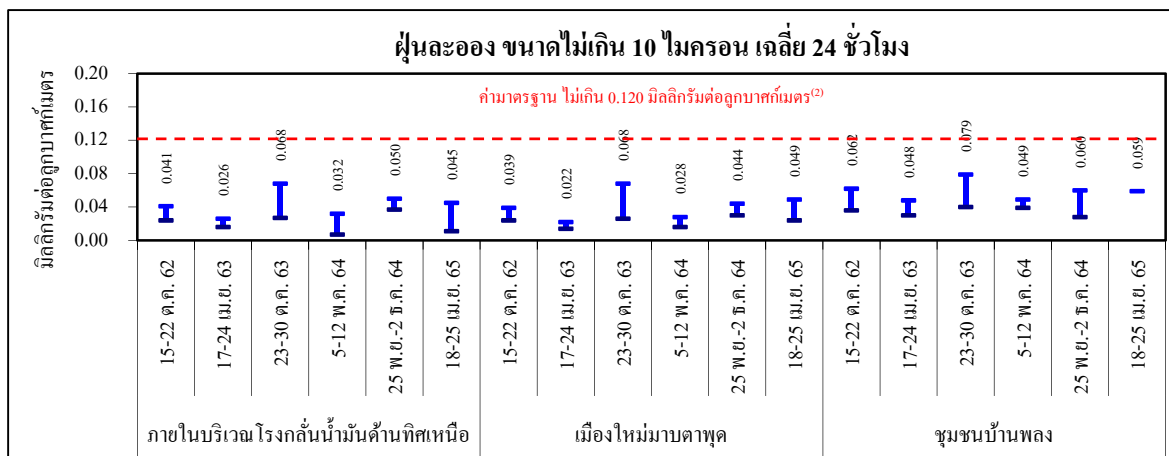 ฝุ่นละออง ขนาดไม่เกิน 10 ไมครอน เฉลี่ย 24 ชั่วโมง
มิลลิกรัมต่อลูกบาศก์เมตร
0.20
0.16
0.12
0.08
0.04
0.00
ค่ามาตรฐาน ไม่เกิน 0.120 มิลลิกรัมต่อลูกบาศก์เมตร⁽²⁾
0.041
0.026
0.068
0.032
0.050
0.045
0.039
0.022
0.068
0.028
0.044
0.049
0.062
0.048
0.079
0.049
0.060
0.059
15-22 ต.ค. 62
17-24 เม.ย. 63
23-30 ต.ค. 63
5-12 พ.ค. 64
25 พ.ย.-2 ธ.ค. 64
18-25 เม.ย. 65
15-22 ต.ค. 62
17-24 เม.ย. 63
23-30 ต.ค. 63
5-12 พ.ค. 64
25 พ.ย.-2 ธ.ค. 64
18-25 เม.ย. 65
15-22 ต.ค. 62
17-24 เม.ย. 63
23-30 ต.ค. 63
5-12 พ.ค. 64
25 พ.ย.-2 ธ.ค. 64
18-25 เม.ย. 65
ภายในบริเวณโรงกลั่นน้ำมันด้านทิศเหนือ
เมืองใหม่มาบตาพุด
ชุมชนบ้านพลง